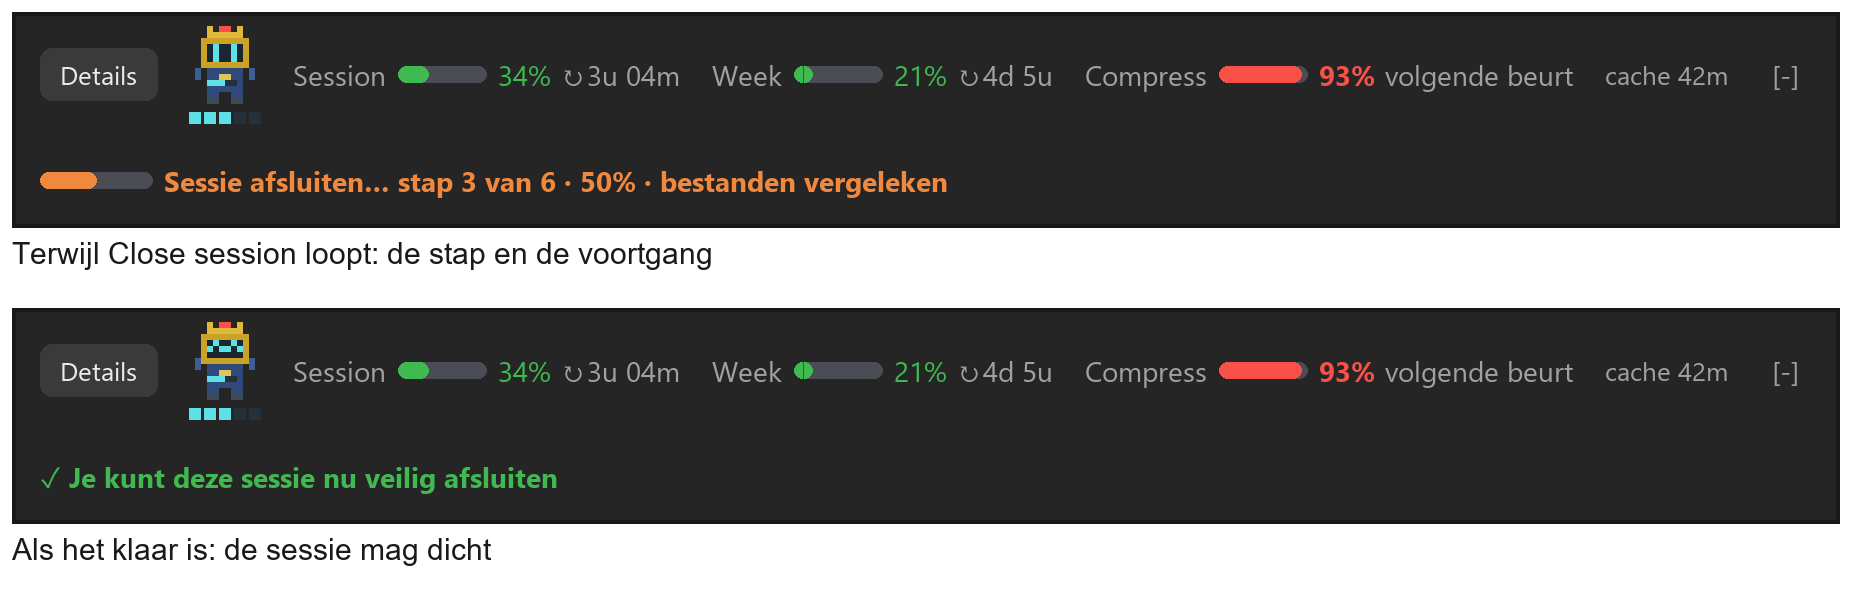 Details Session 34% ↻3u 04m Week 21% ↻4d 5u Compress 93% volgende beurt cache 42m [-]
Sessie afsluiten... stap 3 van 6 · 50% · bestanden vergeleken
Terwijl Close session loopt: de stap en de voortgang
Details Session 34% ↻3u 04m Week 21% ↻4d 5u Compress 93% volgende beurt cache 42m [-]
✓ Je kunt deze sessie nu veilig afsluiten
Als het klaar is: de sessie mag dicht